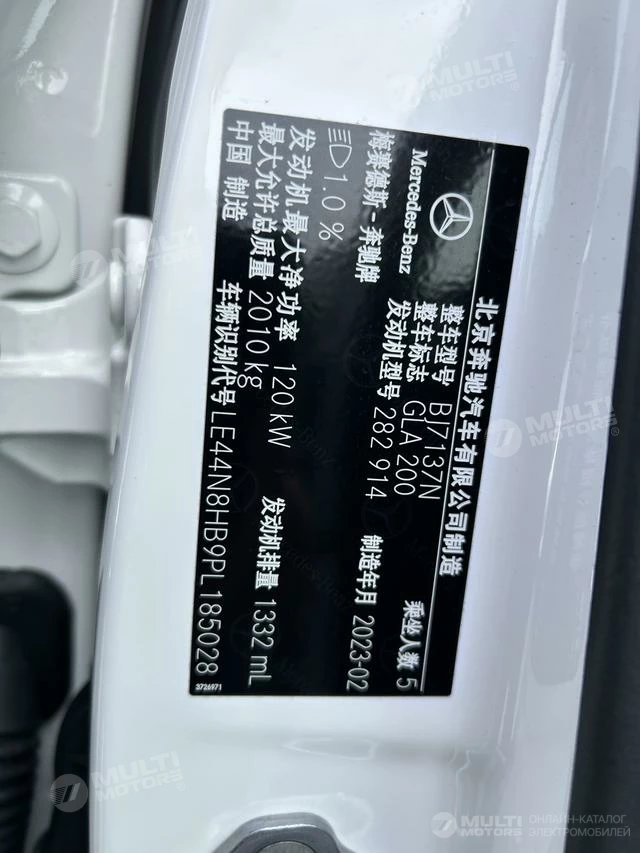 北京奔驰汽车有限公司制造
Mercedes-Benz
梅赛德斯-奔驰牌
整车型号 BJ7137N
整车标志 GLA 200
发动机型号 282 914
乘坐人数 5
制造年月 2023-02
1.0 %
发动机最大净功率 120 kW
发动机排量 1332 mL
最大允许总质量 2010 kg
中国 制造
车辆识别代号 LE44N8HB9PL185028
3726971
MULTI MOTORS
MULTI MOTORS
MULTI MOTORS
MULTI MOTORS
MULTI MOTORS
ОНЛАЙН-КАТАЛОГ
ЭЛЕКТРОМОБИЛЕЙ